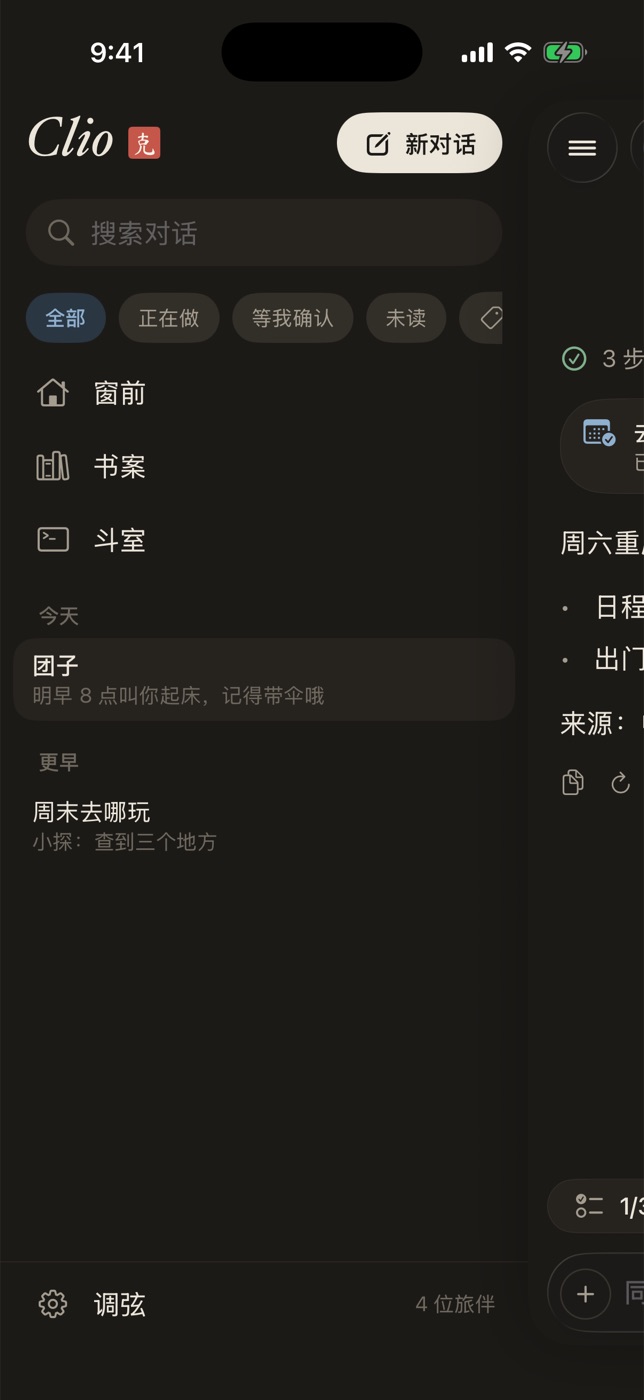 9:41
Clio 克
新对话
搜索对话
全部 正在做 等我确认 未读
窗前
书案
斗室
今天
团子
明早 8 点叫你起床，记得带伞哦
更早
周末去哪玩
小探：查到三个地方
调弦
4 位旅伴
3 步
周六重
· 日程
· 出门
来源：
1/3
同